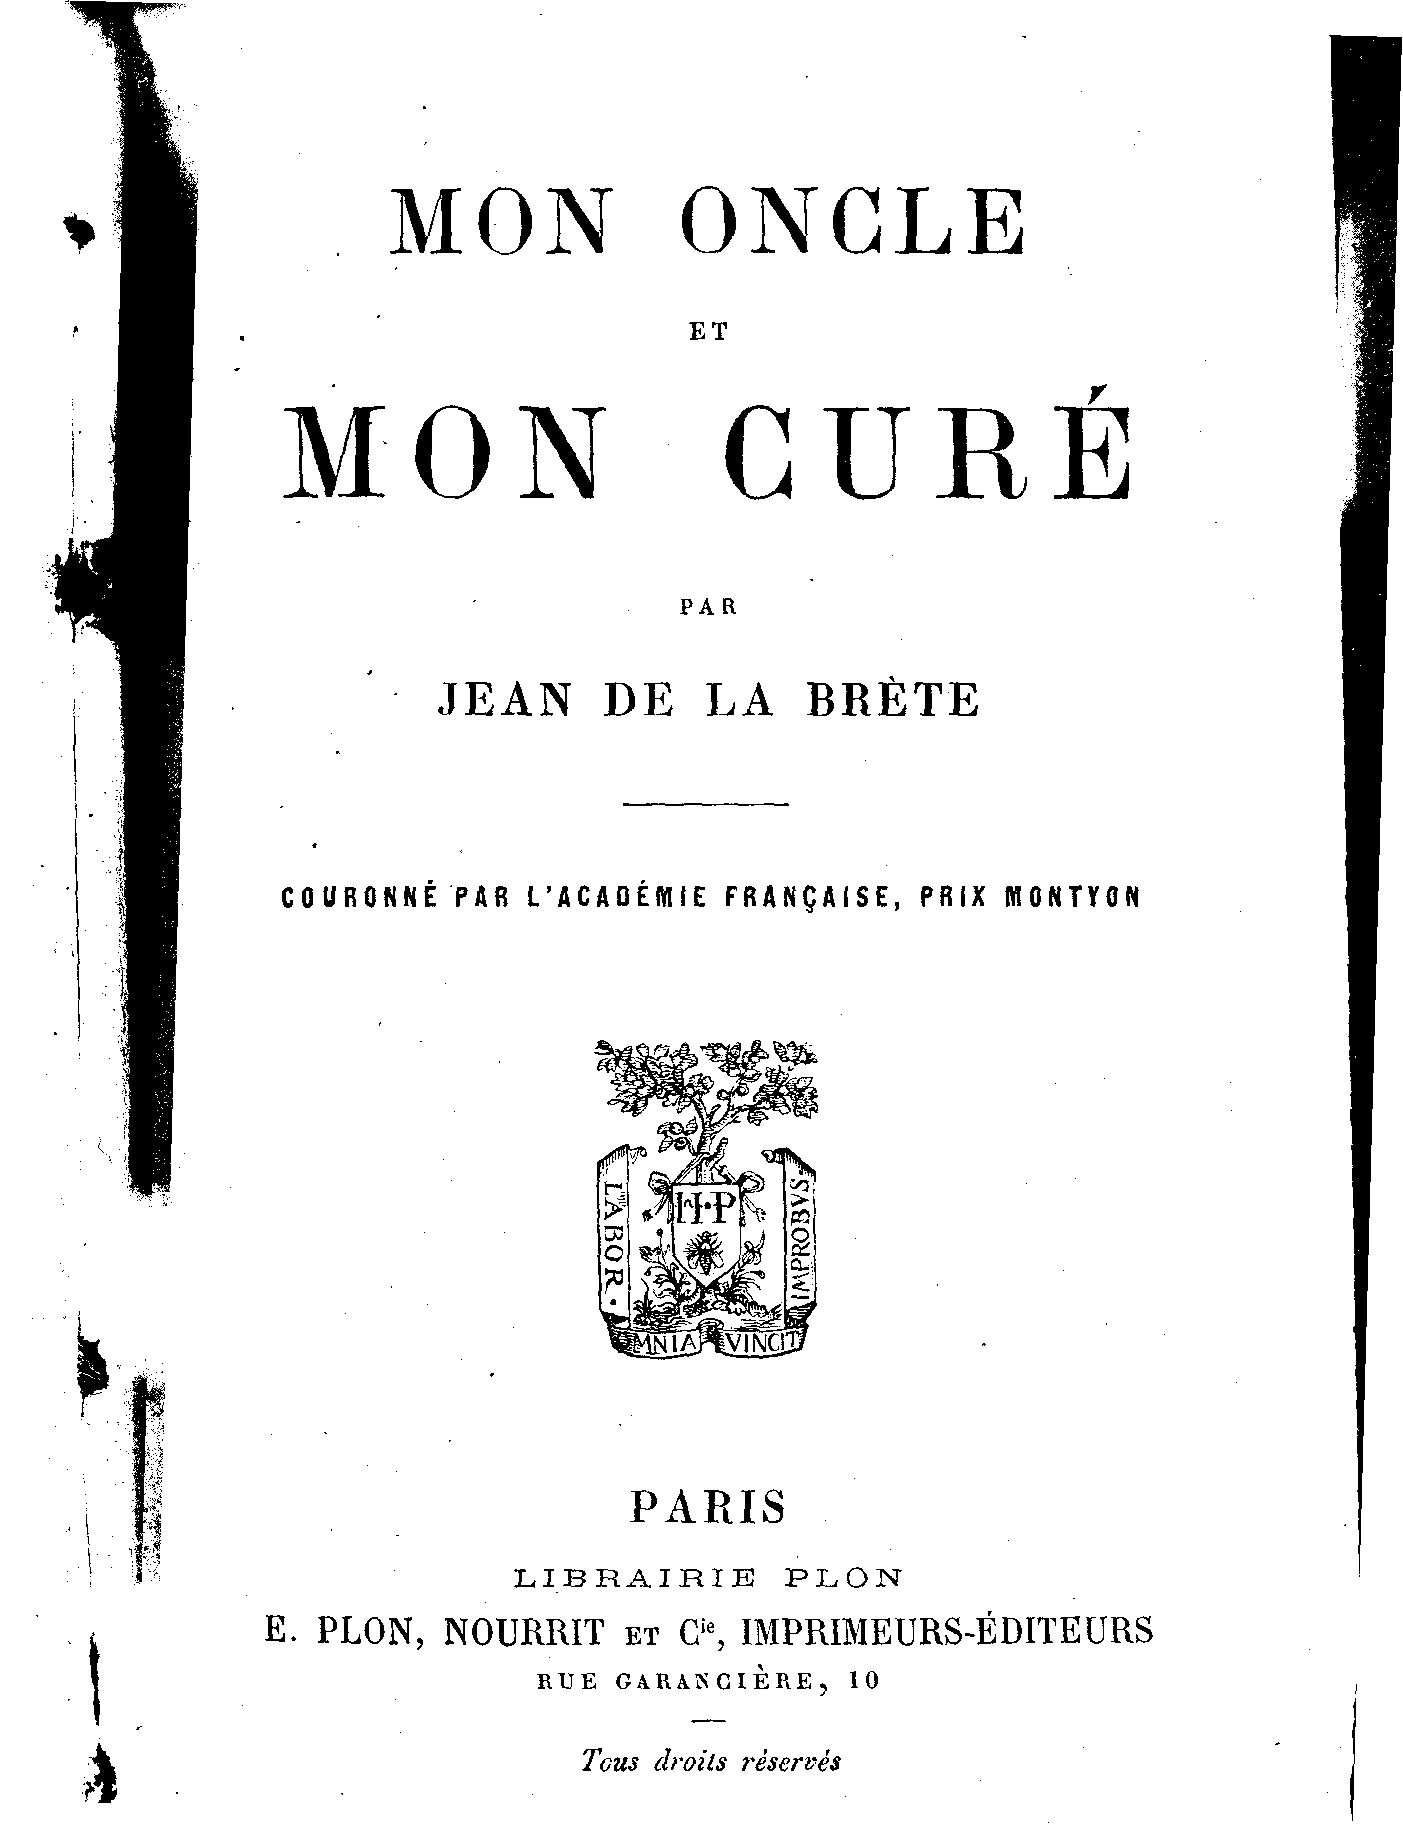 MON ONCLE
ET
MON CURÉ
PAR
JEAN DE LA BRÈTE
COURONNÉ PAR L'ACADÉMIE FRANÇAISE, PRIX MONTYON
LABOR.
H·P
IMPROBVS
OMNIA VINCIT
PARIS
LIBRAIRIE PLON
E. PLON, NOURRIT ET Cie, IMPRIMEURS-ÉDITEURS
RUE GARANCIÈRE, 10
Tous droits réservés